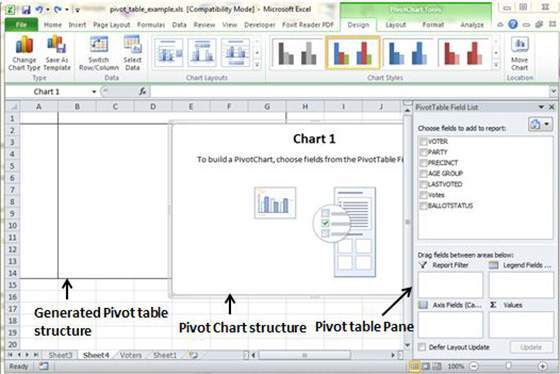 pivot_table_example.xls [Compatibility Mode] - Microsoft Excel
PivotChart Tools
File Home Insert Page Layout Formulas Data Review View Developer Add-Ins Foxit Reader PDF Design Layout Format Analyze
Change Chart Type
Save As Template
Switch Row/Column
Select Data
Move Chart
Type Data Chart Layouts Chart Styles Location
Chart 1
fx
A B C D E F G H I J
1
2
3
4
5
6
7
8
9
10
11
12
13
14
15
16
Chart 1
To build a PivotChart, choose fields from the PivotTable Fi
PivotTable Field List
Choose fields to add to report:
VOTER
PARTY
PRECINCT
AGE GROUP
LASTVOTED
Votes
BALLOTSTATUS
Drag fields between areas below:
Report Filter
Legend Fields ...
Axis Fields (Ca...
Σ Values
Defer Layout Update
Update
Generated Pivot table
structure
Pivot Chart structure
Pivot table Pane
Sheet3 Sheet4 Voters Sheet1
Ready
100%